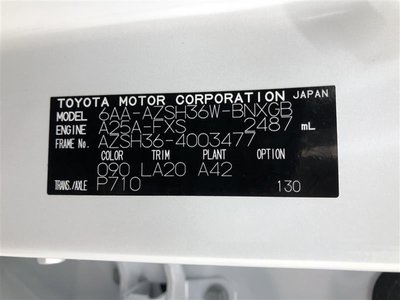 TOYOTA MOTOR CORPORATION JAPAN
MODEL 6AA-AZSH36W-BNXGB
ENGINE A25A-FXS 2487 mL
FRAME No. AZSH36-4003477
COLOR TRIM PLANT OPTION
090 LA20 A42
TRANS./AXLE P710 130